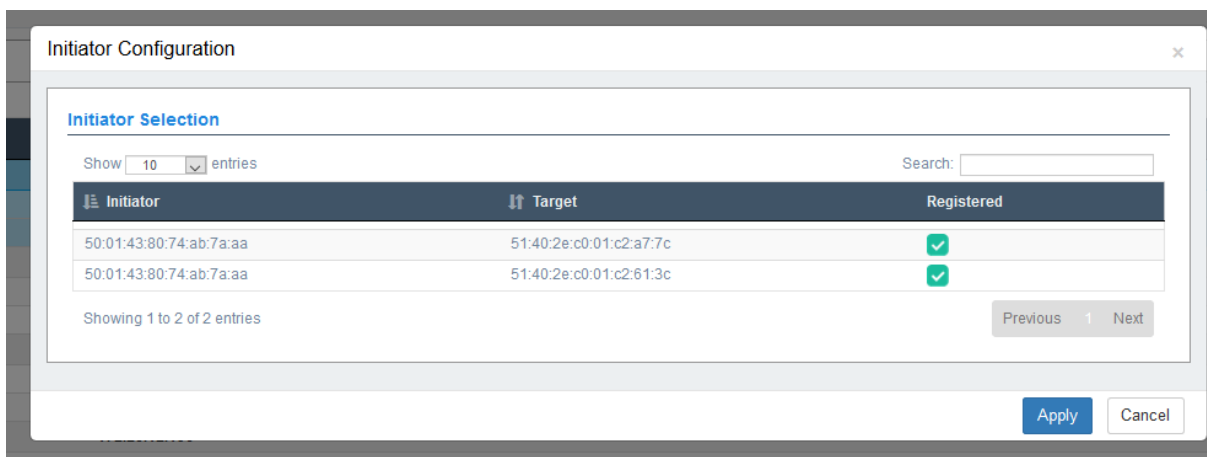 Initiator Configuration ×
Initiator Selection
Show 10 entries Search:
Initiator Target Registered
50:01:43:80:74:ab:7a:aa 51:40:2e:c0:01:c2:a7:7c
50:01:43:80:74:ab:7a:aa 51:40:2e:c0:01:c2:61:3c
Showing 1 to 2 of 2 entries Previous 1 Next
Apply Cancel